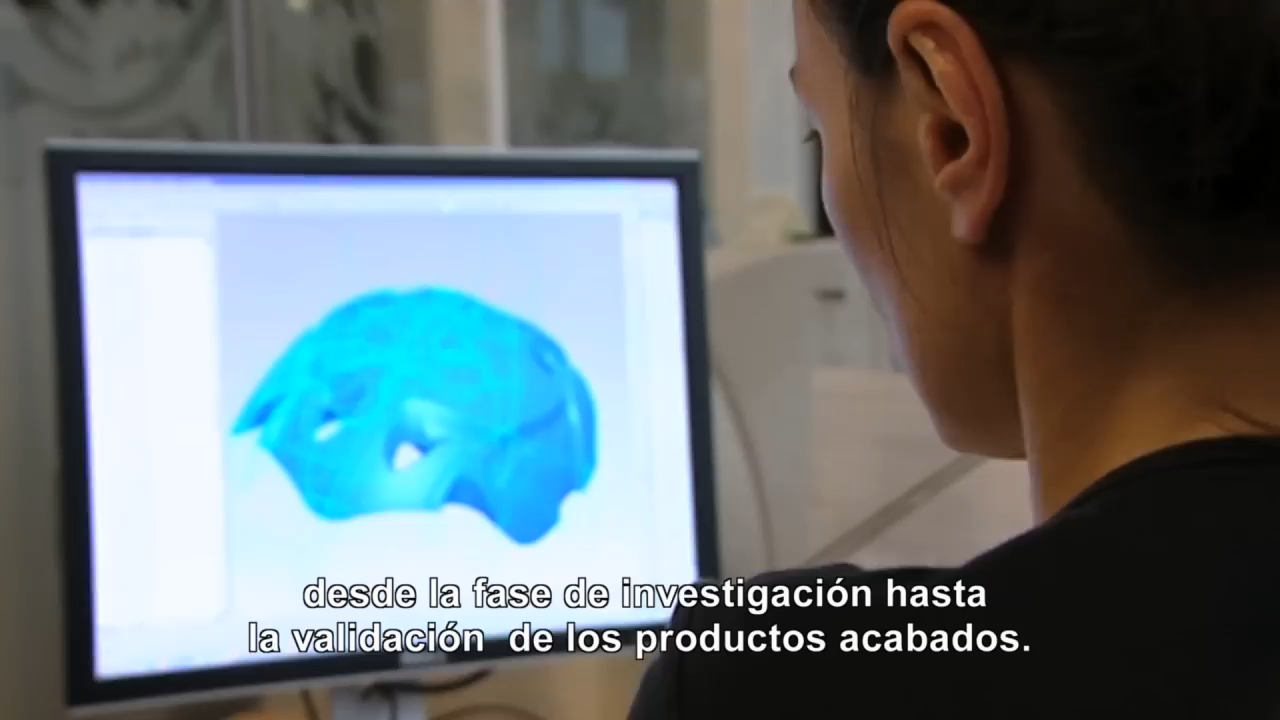 desde la fase de investigación hasta
la validación  de los productos acabados.